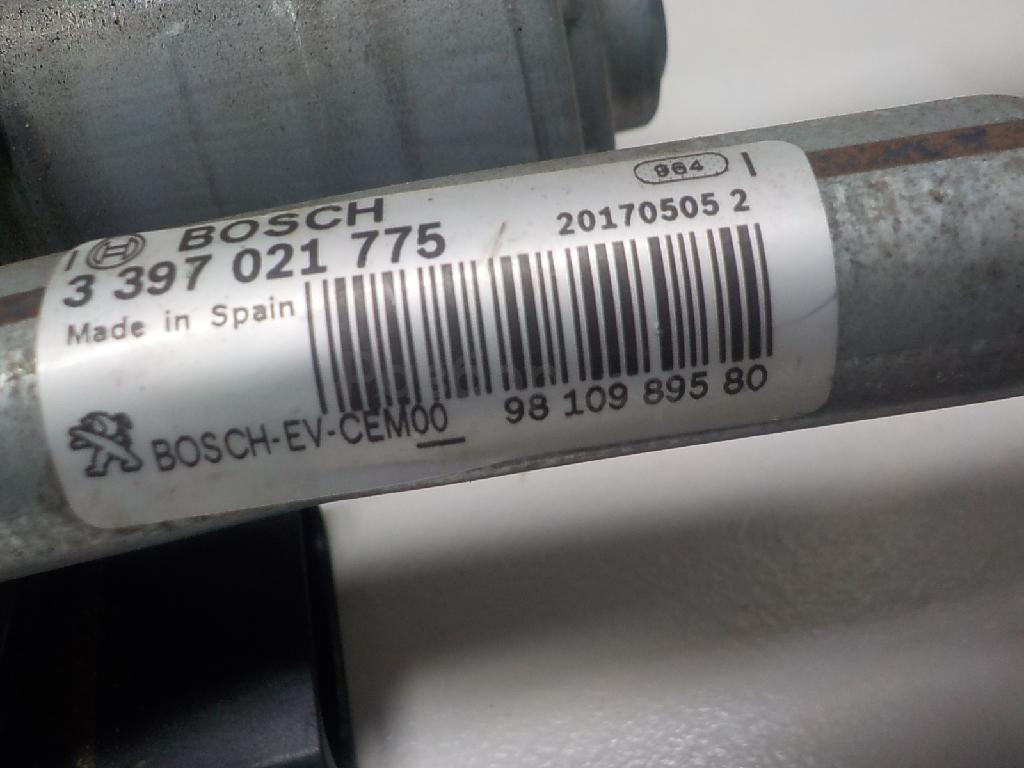 964
BOSCH
20170505 2
3 397 021 775
Made in Spain
98 109 895 80
BOSCH-EV-CEM00